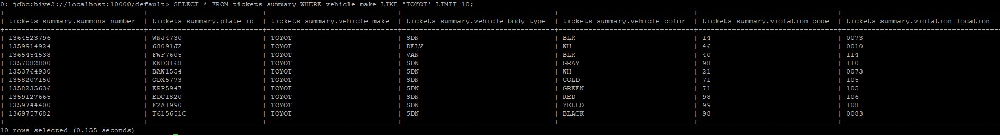 0: jdbc:hive2://localhost:10000/default> SELECT * FROM tickets_summary WHERE vehicle_make LIKE 'TOYOT' LIMIT 10;
| tickets_summary.summons_number | tickets_summary.plate_id | tickets_summary.vehicle_make | tickets_summary.vehicle_body_type | tickets_summary.vehicle_color | tickets_summary.violation_code | tickets_summary.violation_location
| 1364523796 | WNJ4730 | TOYOT | SDN | BLK | 14 | 0073
| 1359914924 | 68091JZ | TOYOT | DELV | WH | 46 | 0010
| 1365454538 | FWF7605 | TOYOT | VAN | BLK | 40 | 114
| 1357082800 | END3168 | TOYOT | SDN | GRAY | 98 | 110
| 1353764930 | BAW1554 | TOYOT | SDN | WH | 21 | 0073
| 1358207150 | GDX5773 | TOYOT | SDN | GOLD | 71 | 105
| 1358235636 | ERP5947 | TOYOT | SDN | GREEN | 71 | 105
| 1359127665 | EDC1820 | TOYOT | SDN | RED | 98 | 106
| 1359744400 | FZA1990 | TOYOT | SDN | YELLO | 99 | 108
| 1369757682 | T615651C | TOYOT | SDN | BLACK | 98 | 0083
10 rows selected (0.155 seconds)